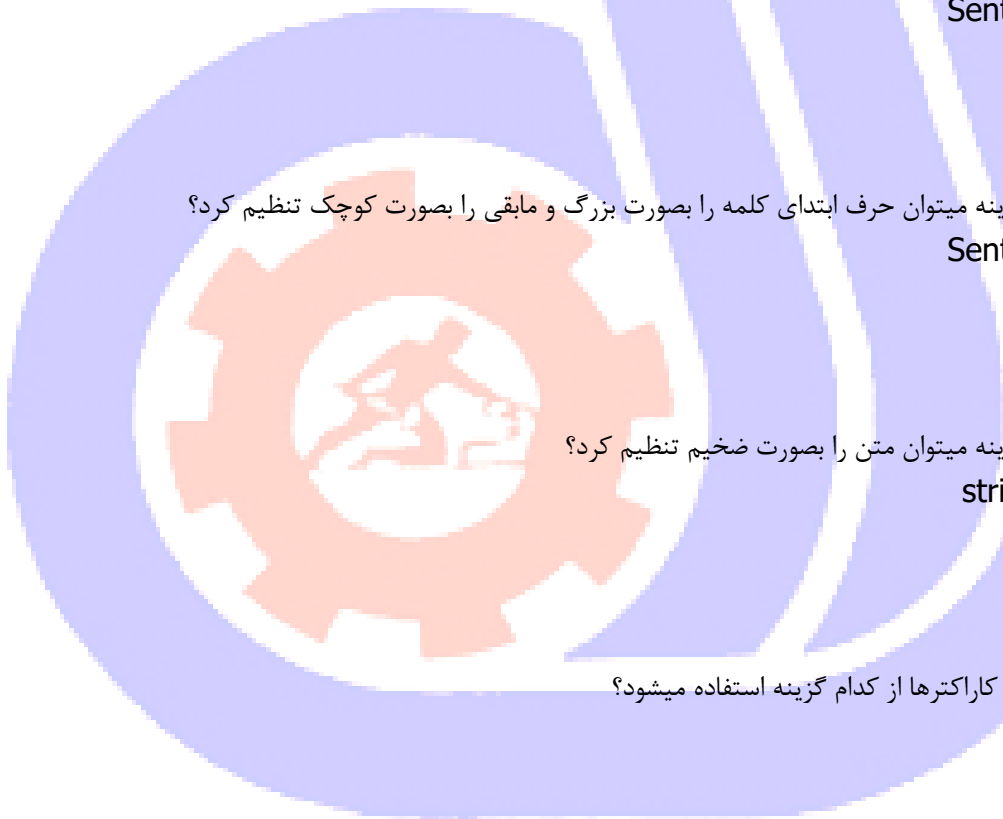 Sent
ینه میتوان حرف ابتدای کلمه را بصورت بزرگ و مابقی را بصورت کوچک تنظیم کرد؟
Sent
ینه میتوان متن را بصورت ضخیم تنظیم کرد؟
stri
کاراکترها از کدام گزینه استفاده میشود؟